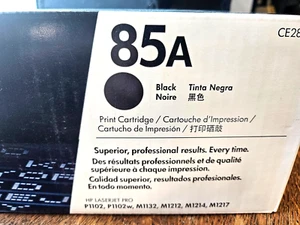 85A
CE28
Black Tinta Negra
Noire 黑色
Print Cartridge / Cartouche d'Impression /
Cartucho de Impresión / 打印硒鼓
Superior, professional results. Every time.
Des résultats professionnels et de qualité
supérieure à chaque impression.
Calidad superior, resultados profesionales.
En todo momento.
HP LASERJET PRO
P1102, P1102w, M1132, M1212, M1214, M1217